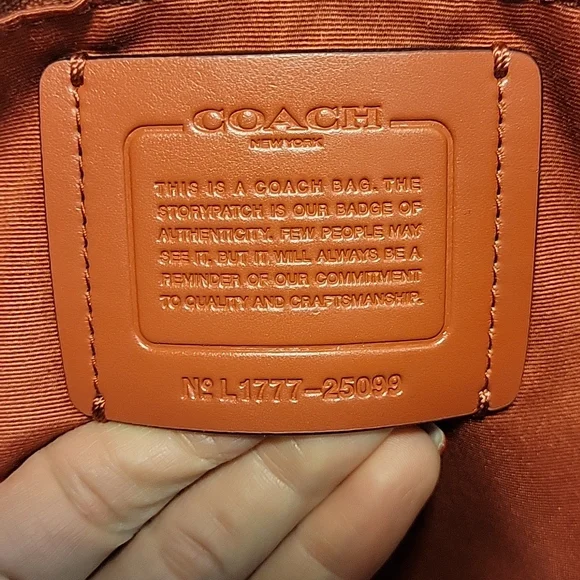 COACH
NEW YORK
THIS IS A COACH BAG. THE
STORYPATCH IS OUR BADGE OF
AUTHENTICITY. FEW PEOPLE MAY
SEE IT, BUT IT WILL ALWAYS BE A
REMINDER OF OUR COMMITMENT
TO QUALITY AND CRAFTSMANSHIP.
Nº L1777-25099